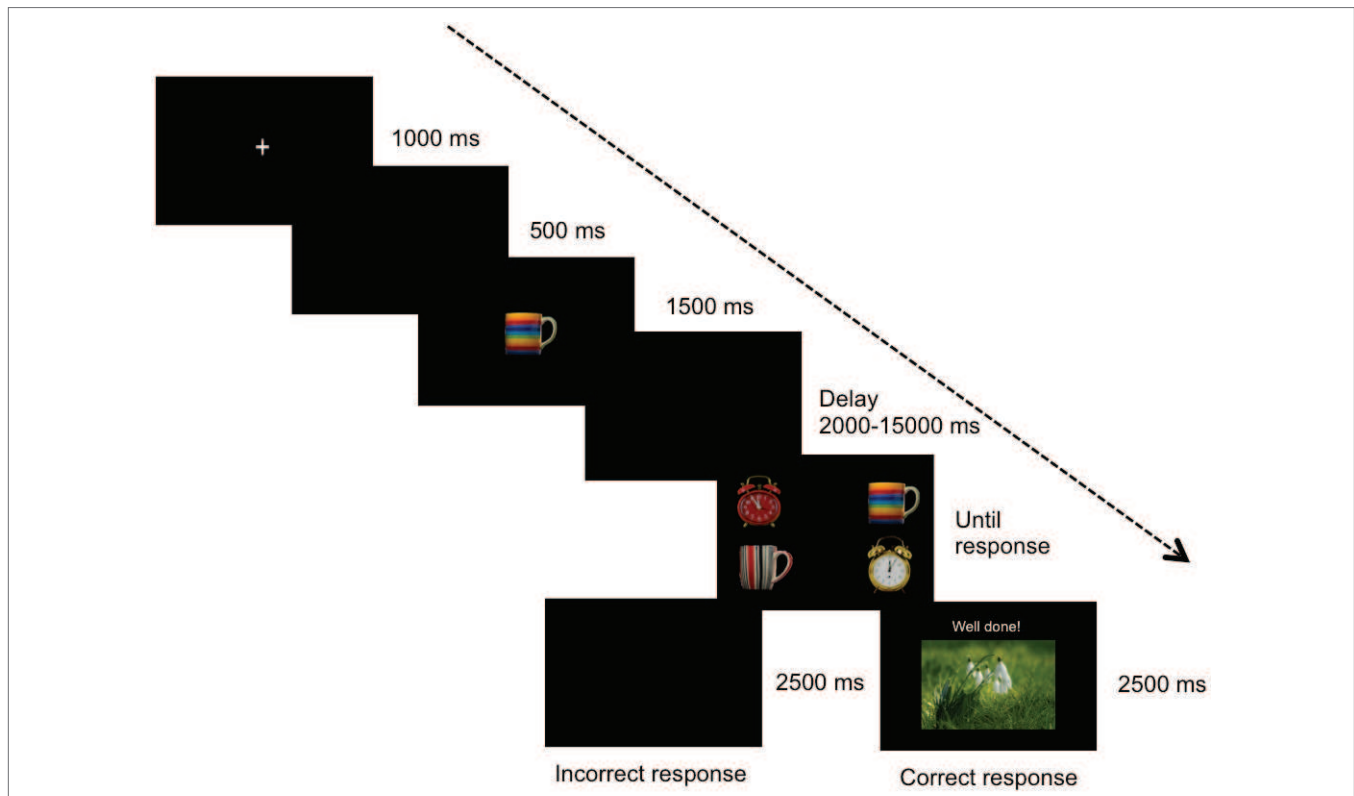 1000 ms
500 ms
1500 ms
Delay
2000-15000 ms
Until
response
Well done!
2500 ms
2500 ms
Incorrect response
Correct response